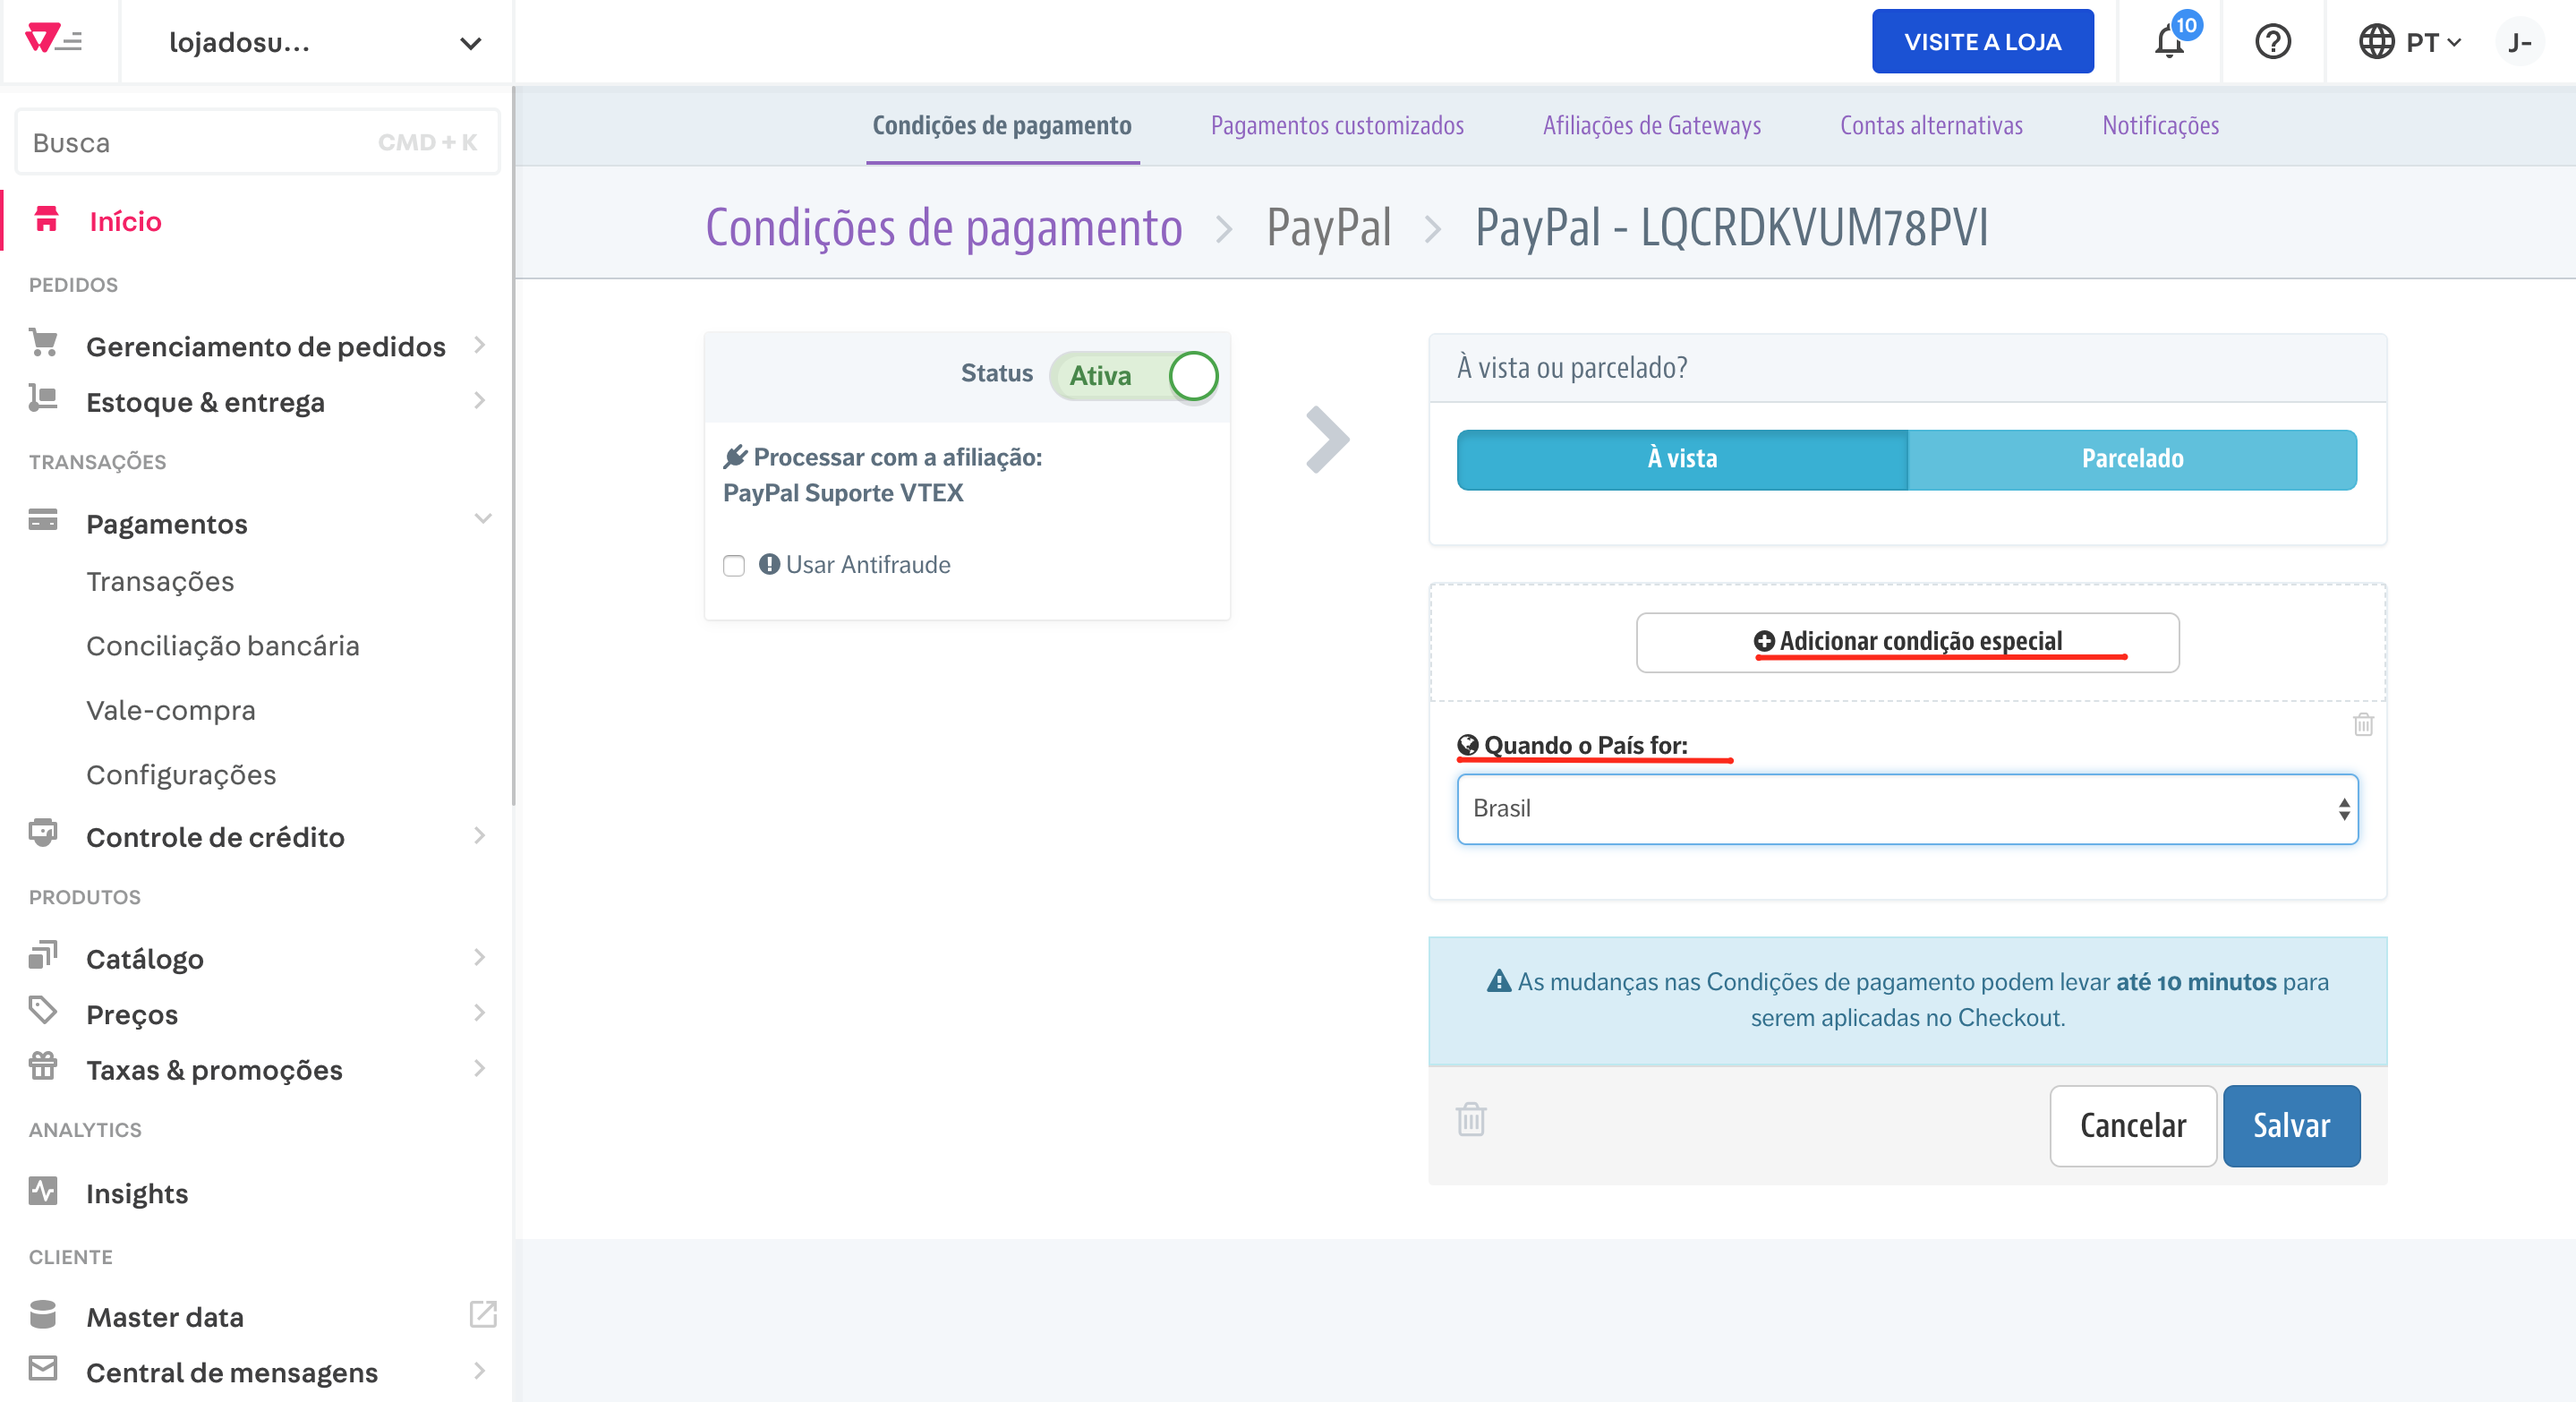 lojadosu...
VISITE A LOJA
10
PT
J-
Busca
CMD + K
Início
PEDIDOS
Gerenciamento de pedidos
Estoque & entrega
TRANSAÇÕES
Pagamentos
Transações
Conciliação bancária
Vale-compra
Configurações
Controle de crédito
PRODUTOS
Catálogo
Preços
Taxas & promoções
ANALYTICS
Insights
CLIENTE
Master data
Central de mensagens
Condições de pagamento
Pagamentos customizados
Afiliações de Gateways
Contas alternativas
Notificações
Condições de pagamento
PayPal
PayPal - LQCRDKVUM78PVI
Status
Ativa
Processar com a afiliação:
PayPal Suporte VTEX
Usar Antifraude
À vista ou parcelado?
À vista
Parcelado
Adicionar condição especial
Quando o País for:
Brasil
As mudanças nas Condições de pagamento podem levar até 10 minutos para
serem aplicadas no Checkout.
Cancelar
Salvar